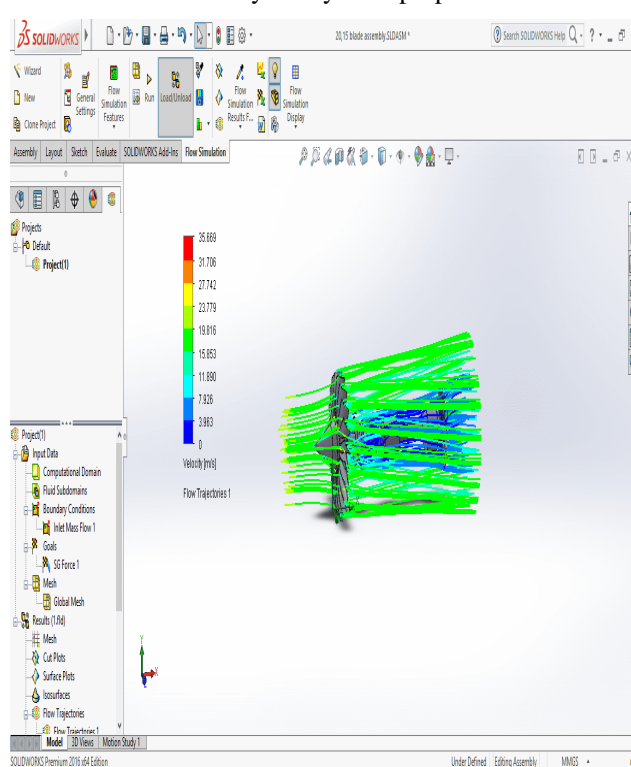 SOLIDWORKS
20,15 blade assembly.SLDASM *
Search SOLIDWORKS Help
Wizard
New
Clone Project
General Settings
Flow Simulation Features
Run
Load/Unload
Flow Simulation Results F...
Flow Simulation Display
Assembly Layout Sketch Evaluate SOLIDWORKS Add-Ins Flow Simulation
Projects
Default
Project(1)
35.669
31.706
27.742
23.779
19.816
15.853
11.890
7.926
3.963
0
Velocity [m/s]
Flow Trajectories 1
Project(1)
Input Data
Computational Domain
Fluid Subdomains
Boundary Conditions
Inlet Mass Flow 1
Goals
SG Force 1
Mesh
Global Mesh
Results (1.fld)
Mesh
Cut Plots
Surface Plots
Isosurfaces
Flow Trajectories
Flow Trajectories 1
Y
X
Model 3D Views Motion Study 1
SOLIDWORKS Premium 2016 x64 Edition
Under Defined Editing Assembly MMGS